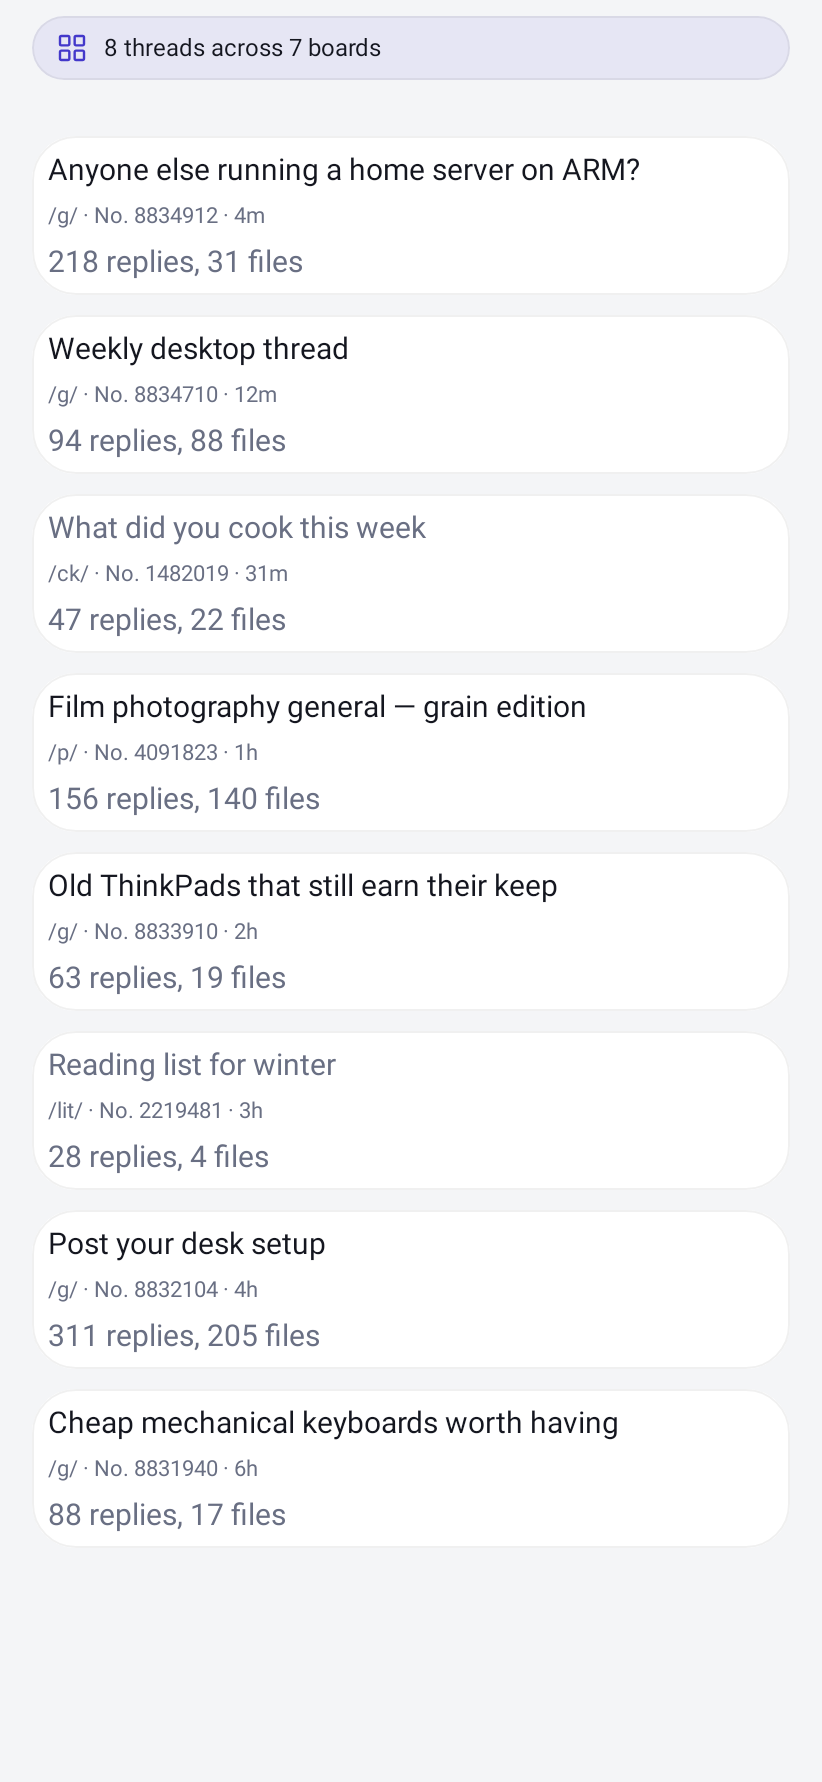 8 threads across 7 boards
Anyone else running a home server on ARM?
/g/ · No. 8834912 · 4m
218 replies, 31 files
Weekly desktop thread
/g/ · No. 8834710 · 12m
94 replies, 88 files
What did you cook this week
/ck/ · No. 1482019 · 31m
47 replies, 22 files
Film photography general — grain edition
/p/ · No. 4091823 · 1h
156 replies, 140 files
Old ThinkPads that still earn their keep
/g/ · No. 8833910 · 2h
63 replies, 19 files
Reading list for winter
/lit/ · No. 2219481 · 3h
28 replies, 4 files
Post your desk setup
/g/ · No. 8832104 · 4h
311 replies, 205 files
Cheap mechanical keyboards worth having
/g/ · No. 8831940 · 6h
88 replies, 17 files